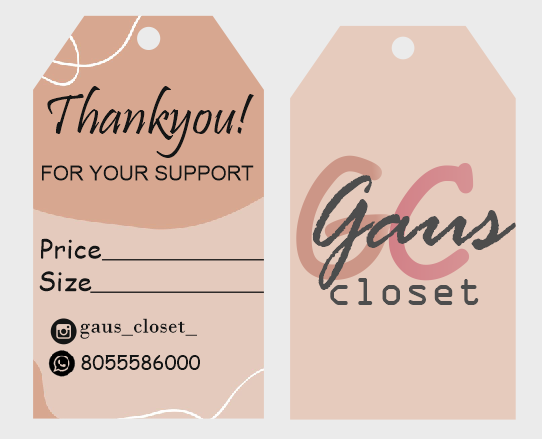 Thankyou!
FOR YOUR SUPPORT
Price
Size
gaus_closet_
8055586000
GC
Gaus
closet